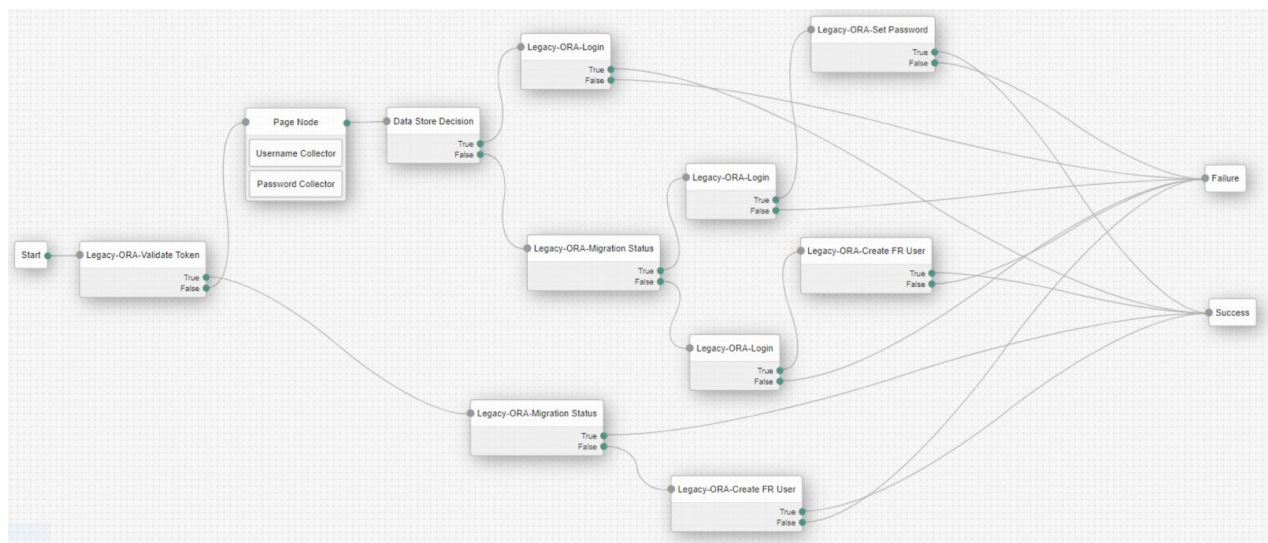 Legacy-ORA-Set Password
True
False
Legacy-ORA-Login
True
False
Page Node
Username Collector
Password Collector
Data Store Decision
True
False
Legacy-ORA-Login
True
False
Failure
Start
Legacy-ORA-Validate Token
True
False
Legacy-ORA-Migration Status
True
False
Legacy-ORA-Create FR User
True
False
Success
Legacy-ORA-Login
True
False
Legacy-ORA-Migration Status
True
False
Legacy-ORA-Create FR User
True
False